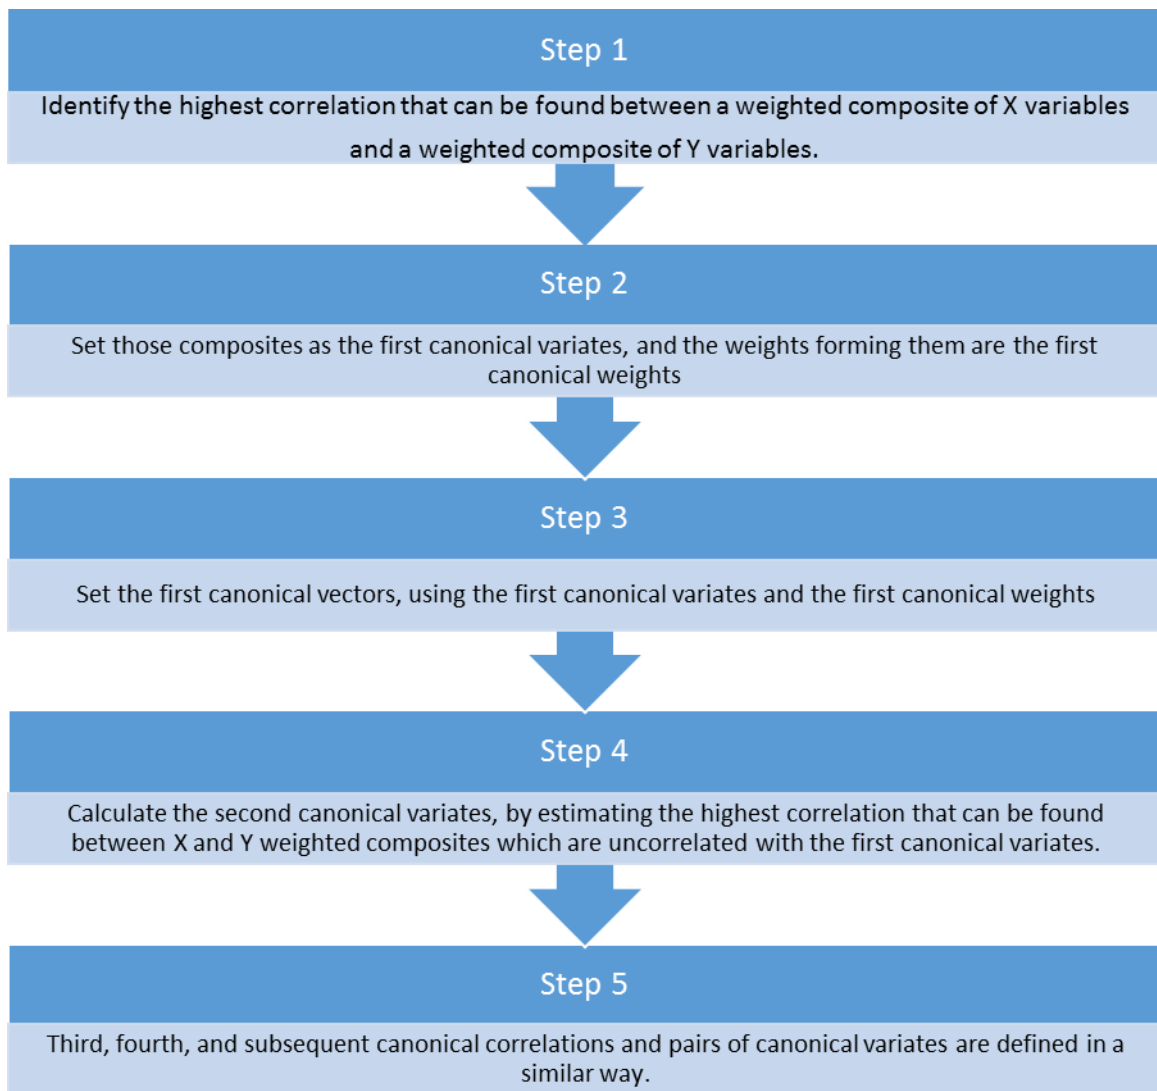 Step 1
Identify the highest correlation that can be found between a weighted composite of X variables
and a weighted composite of Y variables.
Step 2
Set those composites as the first canonical variates, and the weights forming them are the first
canonical weights
Step 3
Set the first canonical vectors, using the first canonical variates and the first canonical weights
Step 4
Calculate the second canonical variates, by estimating the highest correlation that can be found
between X and Y weighted composites which are uncorrelated with the first canonical variates.
Step 5
Third, fourth, and subsequent canonical correlations and pairs of canonical variates are defined in a
similar way.